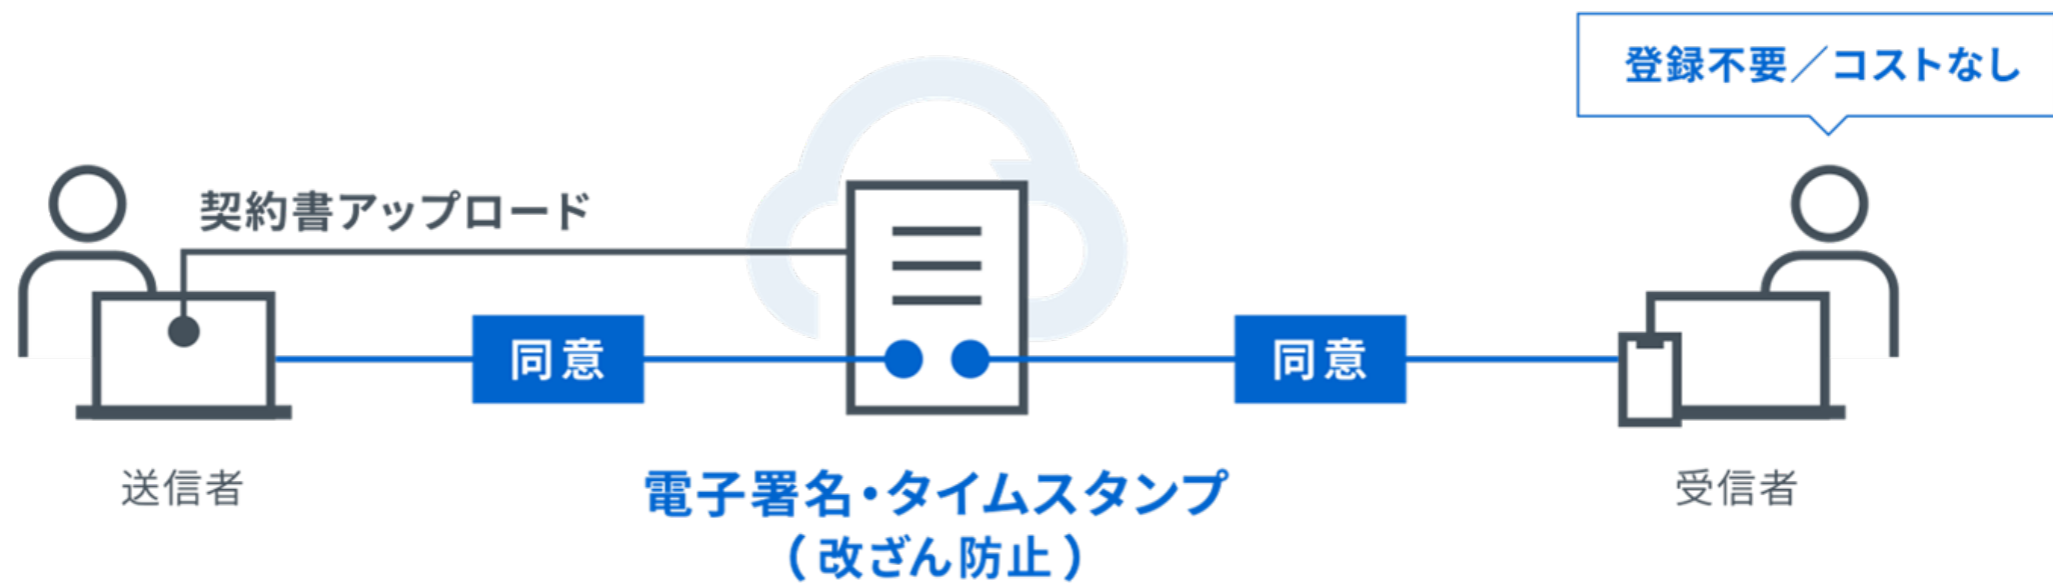 登録不要／コストなし
契約書アップロード
同意
同意
送信者
電子署名・タイムスタンプ
（改ざん防止）
受信者